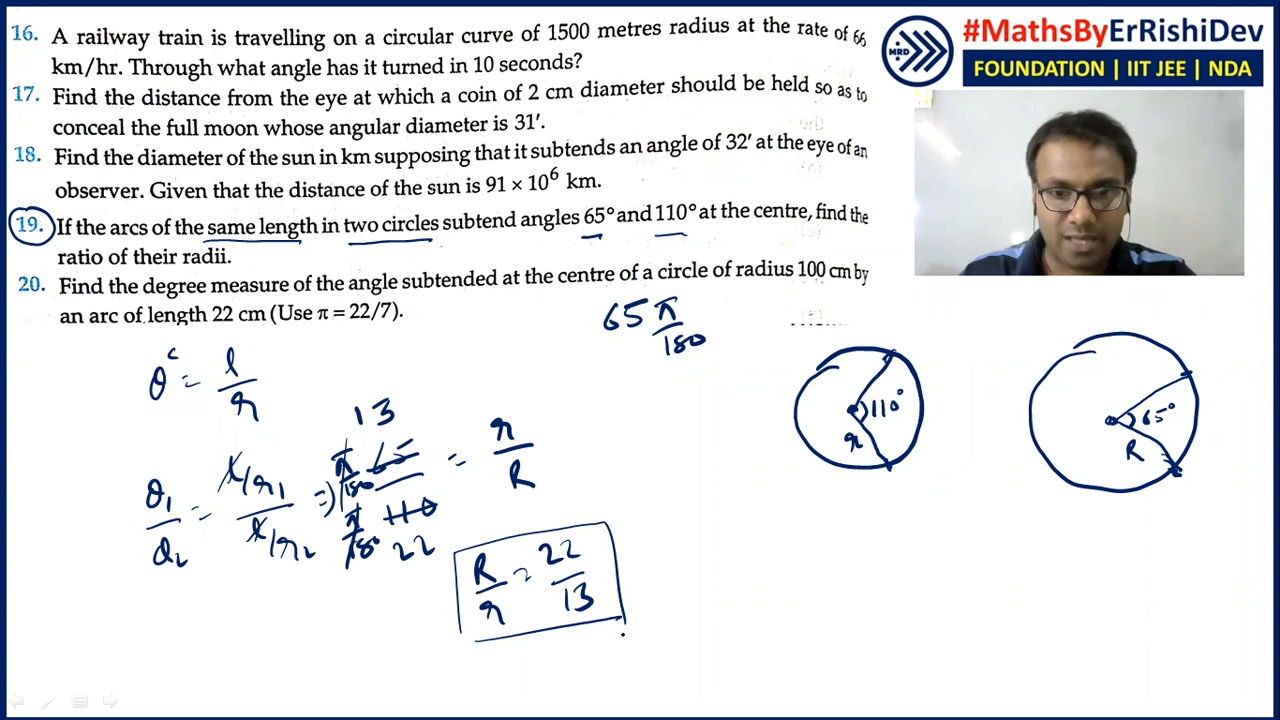 16. A railway train is travelling on a circular curve of 1500 metres radius at the rate of 66
km/hr. Through what angle has it turned in 10 seconds?
17. Find the distance from the eye at which a coin of 2 cm diameter should be held so as to
conceal the full moon whose angular diameter is 31′.
18. Find the diameter of the sun in km supposing that it subtends an angle of 32′ at the eye of an
observer. Given that the distance of the sun is 91 × 10⁶ km.
19. If the arcs of the same length in two circles subtend angles 65° and 110° at the centre, find the
ratio of their radii.
20. Find the degree measure of the angle subtended at the centre of a circle of radius 100 cm by
an arc of length 22 cm (Use π = 22/7).
#MathsByErRishiDev
MRD
FOUNDATION | IIT JEE | NDA
65 π/180
θᶜ = l/r
13
θ₁/θ₂ = l/r₁ / l/r₂ ⇒ π/180 65 / π/180 110 = r/R
22
R/r = 22/13
110°
r
65°
R